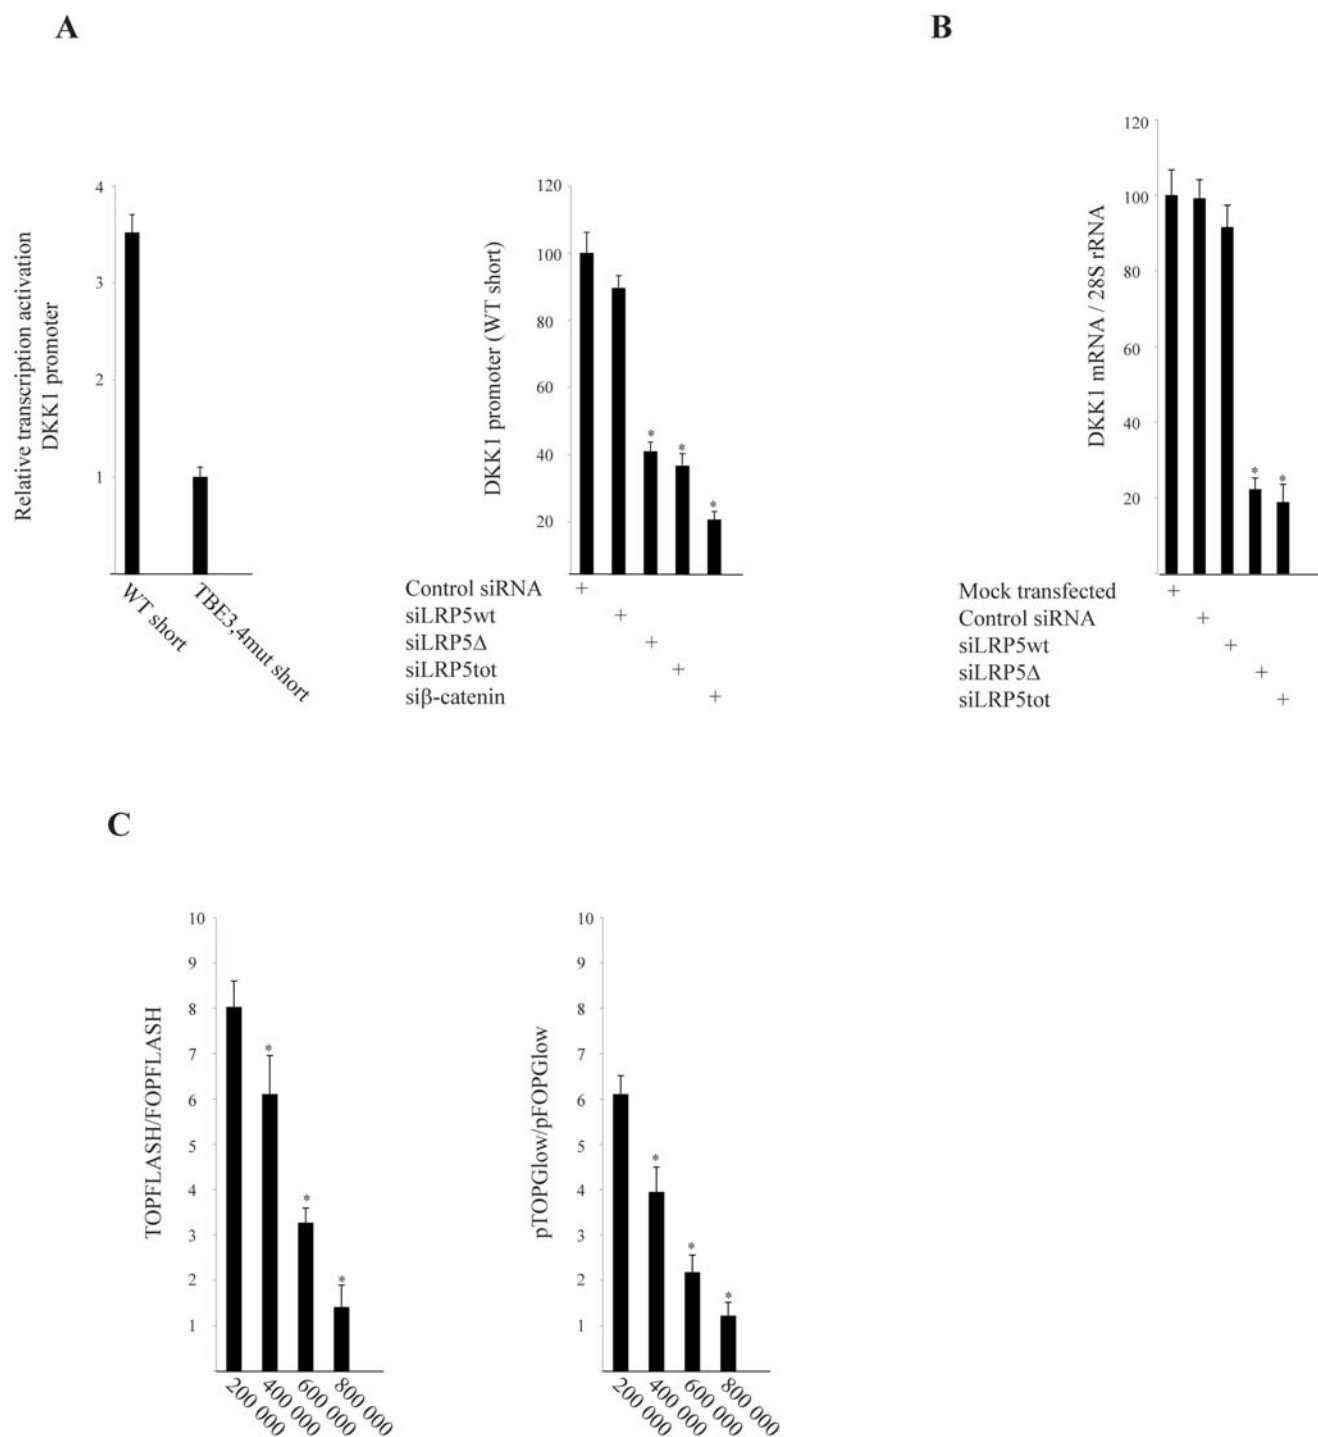 A
B
Relative transcription activation
DKK1 promoter
4
3
2
1
WT short
TBE3,4mut short
DKK1 promoter (WT short)
120
100
80
60
40
20
*
*
*
Control siRNA +
siLRP5wt +
siLRP5Δ +
siLRP5tot +
siβ-catenin +
DKK1 mRNA / 28S rRNA
120
100
80
60
40
20
*
*
Mock transfected +
Control siRNA +
siLRP5wt +
siLRP5Δ +
siLRP5tot +
C
TOPFLASH/FOPFLASH
10
9
8
7
6
5
4
3
2
1
*
*
*
200 000
400 000
600 000
800 000
pTOPGlow/pFOPGlow
10
9
8
7
6
5
4
3
2
1
*
*
*
200 000
400 000
600 000
800 000